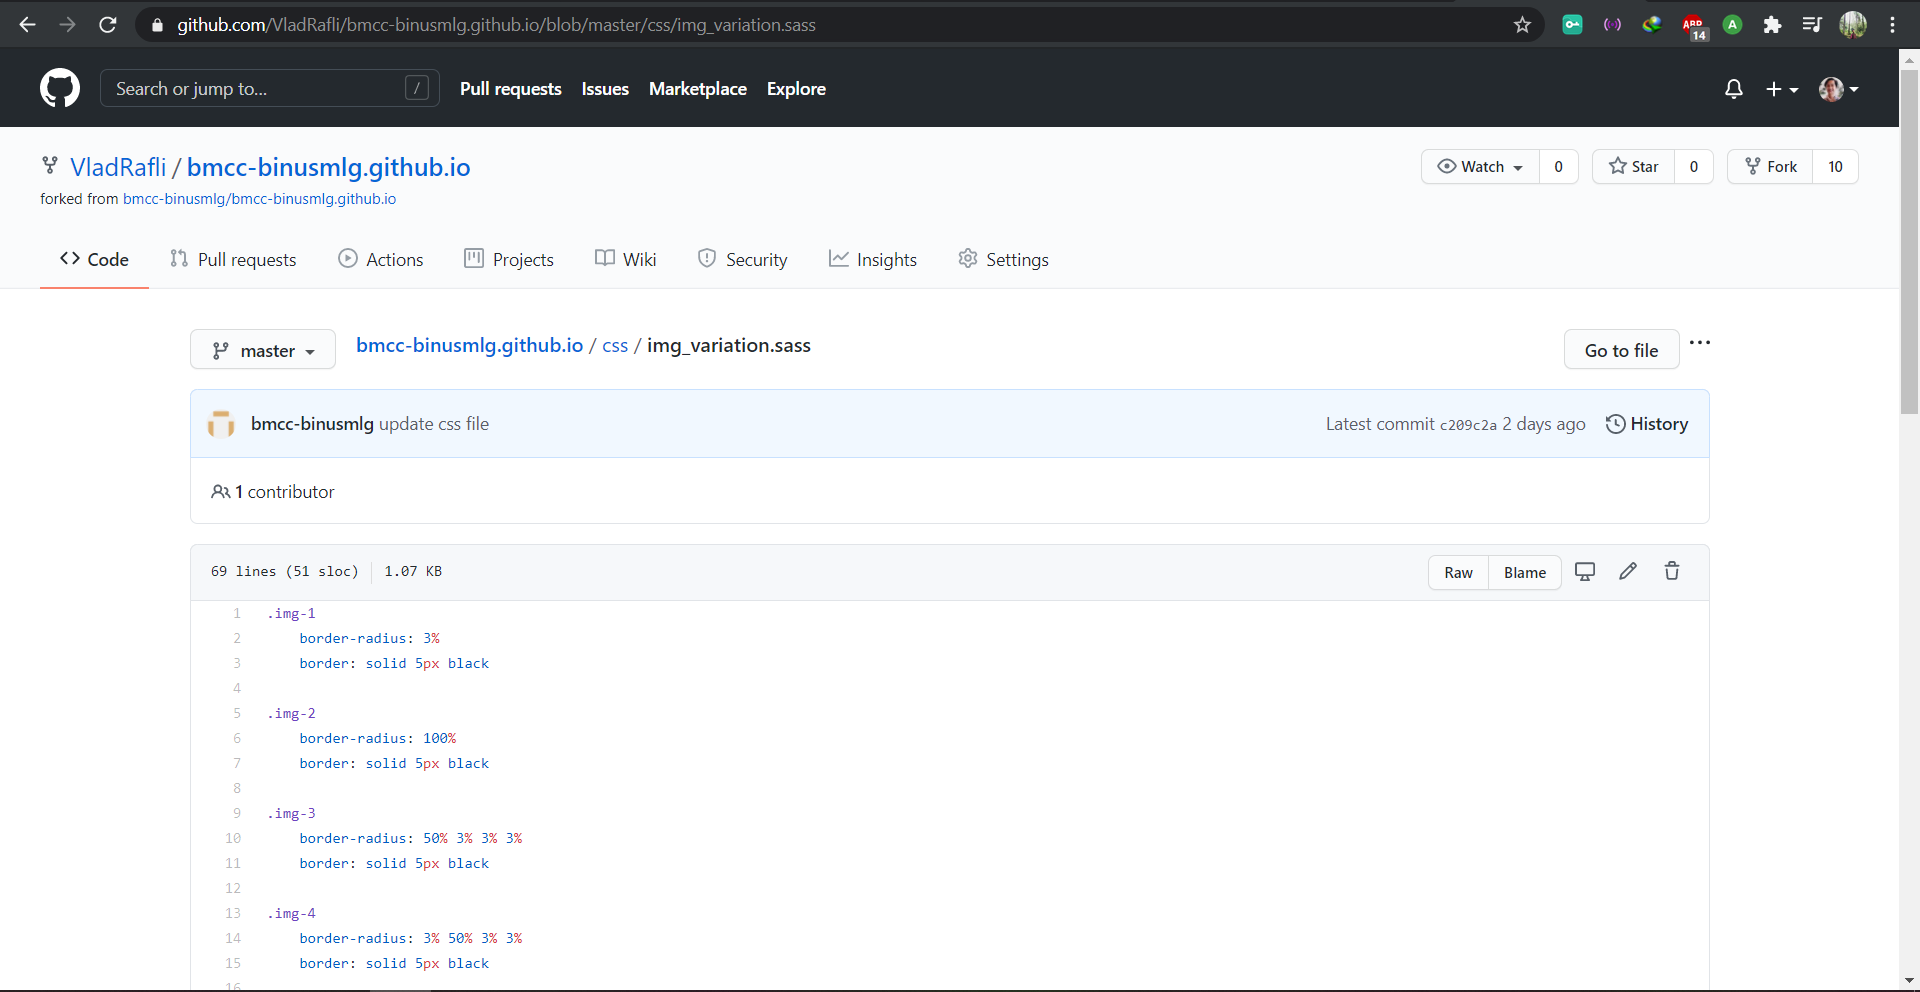 github.com/VladRafli/bmcc-binusmlg.github.io/blob/master/css/img_variation.sass
ABP
14
A
Search or jump to...
/
Pull requests
Issues
Marketplace
Explore
VladRafli / bmcc-binusmlg.github.io
Watch
0
Star
0
Fork
10
forked from bmcc-binusmlg/bmcc-binusmlg.github.io
Code
Pull requests
Actions
Projects
Wiki
Security
Insights
Settings
master
bmcc-binusmlg.github.io / css / img_variation.sass
Go to file
bmcc-binusmlg update css file
Latest commit c209c2a 2 days ago
History
1 contributor
69 lines (51 sloc)
1.07 KB
Raw
Blame
1 .img-1
2 border-radius: 3%
3 border: solid 5px black
4
5 .img-2
6 border-radius: 100%
7 border: solid 5px black
8
9 .img-3
10 border-radius: 50% 3% 3% 3%
11 border: solid 5px black
12
13 .img-4
14 border-radius: 3% 50% 3% 3%
15 border: solid 5px black
16